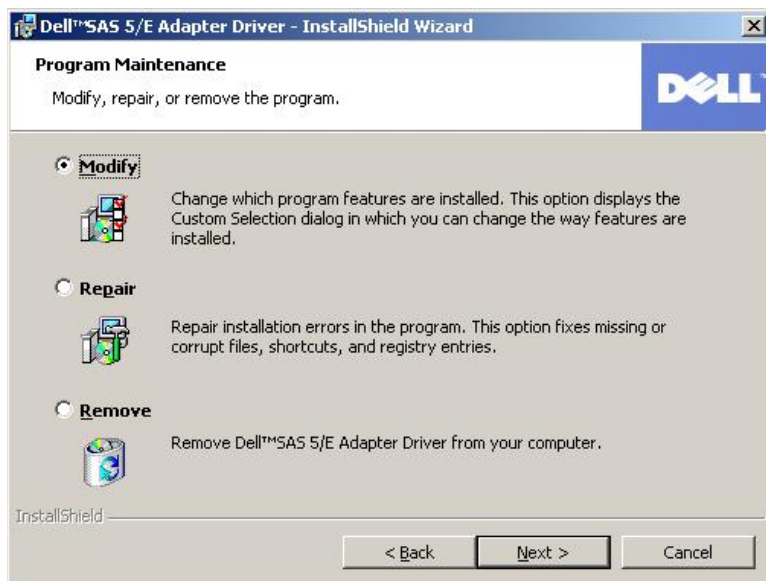 Dell™SAS 5/E Adapter Driver - InstallShield Wizard
Program Maintenance
Modify, repair, or remove the program.
DELL™
Modify
Change which program features are installed. This option displays the
Custom Selection dialog in which you can change the way features are
installed.
Repair
Repair installation errors in the program. This option fixes missing or
corrupt files, shortcuts, and registry entries.
Remove
Remove Dell™SAS 5/E Adapter Driver from your computer.
InstallShield
< Back
Next >
Cancel